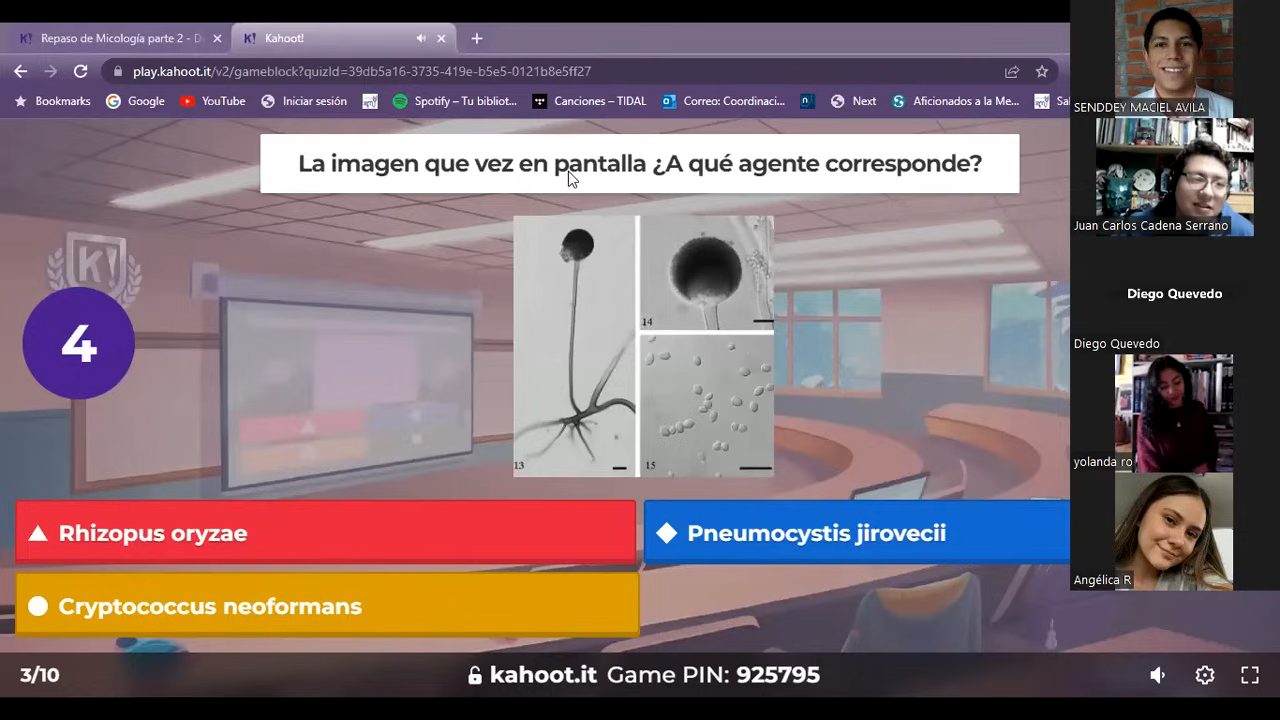 Repaso de Micología parte 2 - D
Kahoot!
play.kahoot.it/v2/gameblock?quizId=39db5a16-3735-419e-b5e5-0121b8e5ff27
Bookmarks
Google
YouTube
Iniciar sesión
Spotify – Tu bibliot...
Canciones – TIDAL
Correo: Coordinaci...
Next
Aficionados a la Me...
La imagen que vez en pantalla ¿A qué agente corresponde?
K!
4
13
14
15
Rhizopus oryzae
Pneumocystis jirovecii
Cryptococcus neoformans
3/10
kahoot.it Game PIN: 925795
SENDDEY MACIEL AVILA
Juan Carlos Cadena Serrano
Diego Quevedo
Diego Quevedo
yolanda ro
Angélica R